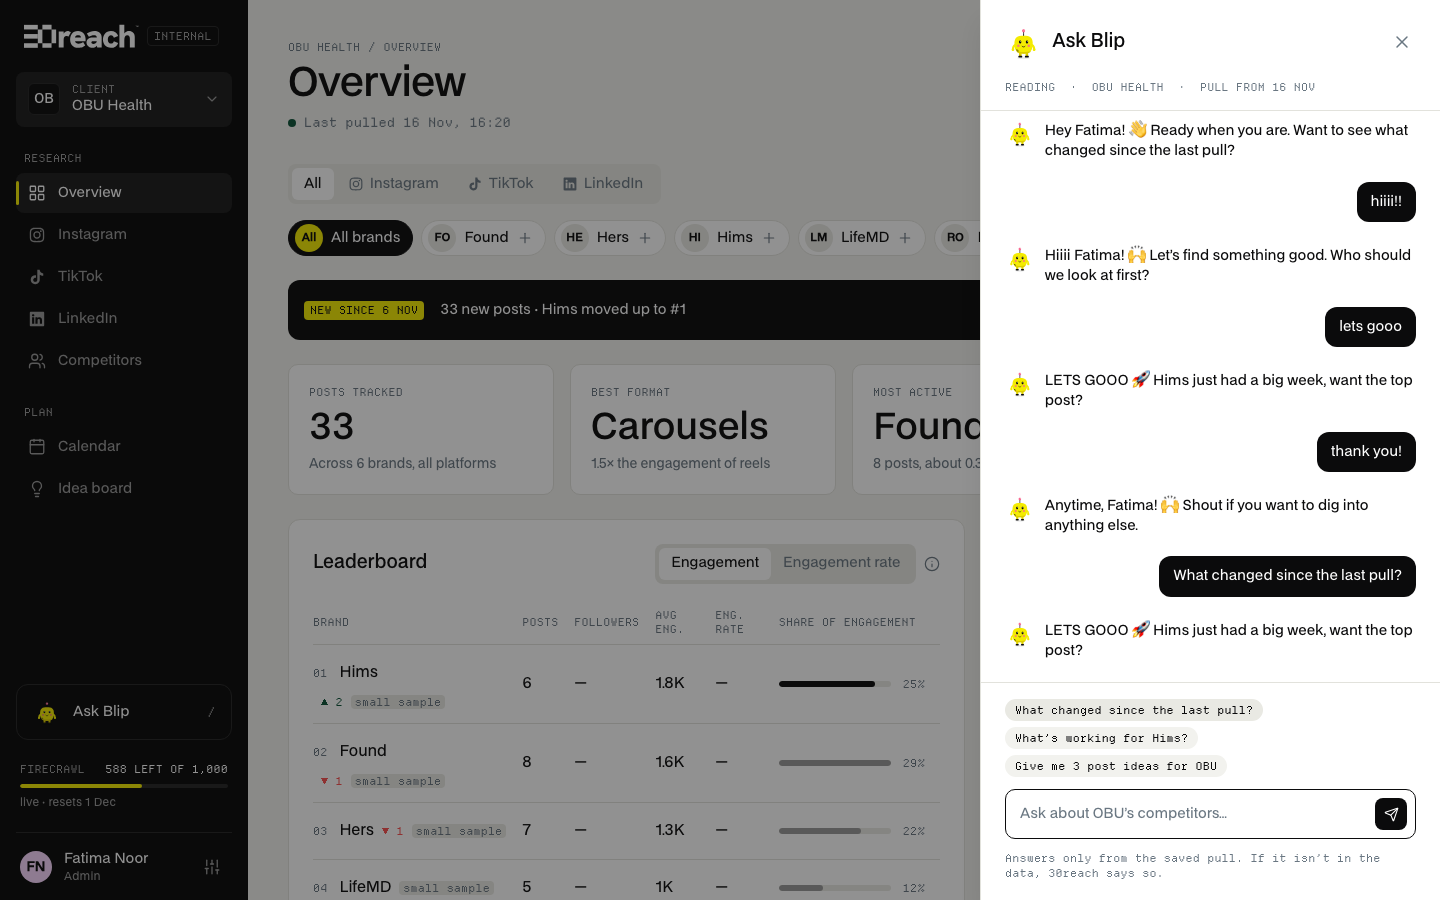 30reach INTERNAL
OB
CLIENT
OBU Health
RESEARCH
Overview
Instagram
TikTok
LinkedIn
Competitors
PLAN
Calendar
Idea board
Ask Blip /
FIRECRAWL 588 LEFT OF 1,000
live · resets 1 Dec
FN
Fatima Noor
Admin
OBU HEALTH / OVERVIEW
Overview
Last pulled 16 Nov, 16:20
All Instagram TikTok LinkedIn
All All brands FO Found + HE Hers + HI Hims + LM LifeMD + RO
NEW SINCE 6 NOV 33 new posts · Hims moved up to #1
POSTS TRACKED
33
Across 6 brands, all platforms
BEST FORMAT
Carousels
1.5× the engagement of reels
MOST ACTIVE
Found
8 posts, about 0.3
Leaderboard
Engagement Engagement rate
BRAND POSTS FOLLOWERS AVG ENG. ENG. RATE SHARE OF ENGAGEMENT
01 Hims 6 — 1.8K — 25%
▲ 2 small sample
02 Found 8 — 1.6K — 29%
▼ 1 small sample
03 Hers ▼ 1 small sample 7 — 1.3K — 22%
04 LifeMD small sample 5 — 1K — 12%
Ask Blip
READING · OBU HEALTH · PULL FROM 16 NOV
Hey Fatima! 👋 Ready when you are. Want to see what
changed since the last pull?
hiiii!!
Hiiii Fatima! 🙌 Let's find something good. Who should
we look at first?
lets gooo
LETS GOOO 🚀 Hims just had a big week, want the top
post?
thank you!
Anytime, Fatima! 🙌 Shout if you want to dig into
anything else.
What changed since the last pull?
LETS GOOO 🚀 Hims just had a big week, want the top
post?
What changed since the last pull?
What's working for Hims?
Give me 3 post ideas for OBU
Ask about OBU's competitors...
Answers only from the saved pull. If it isn't in the
data, 30reach says so.